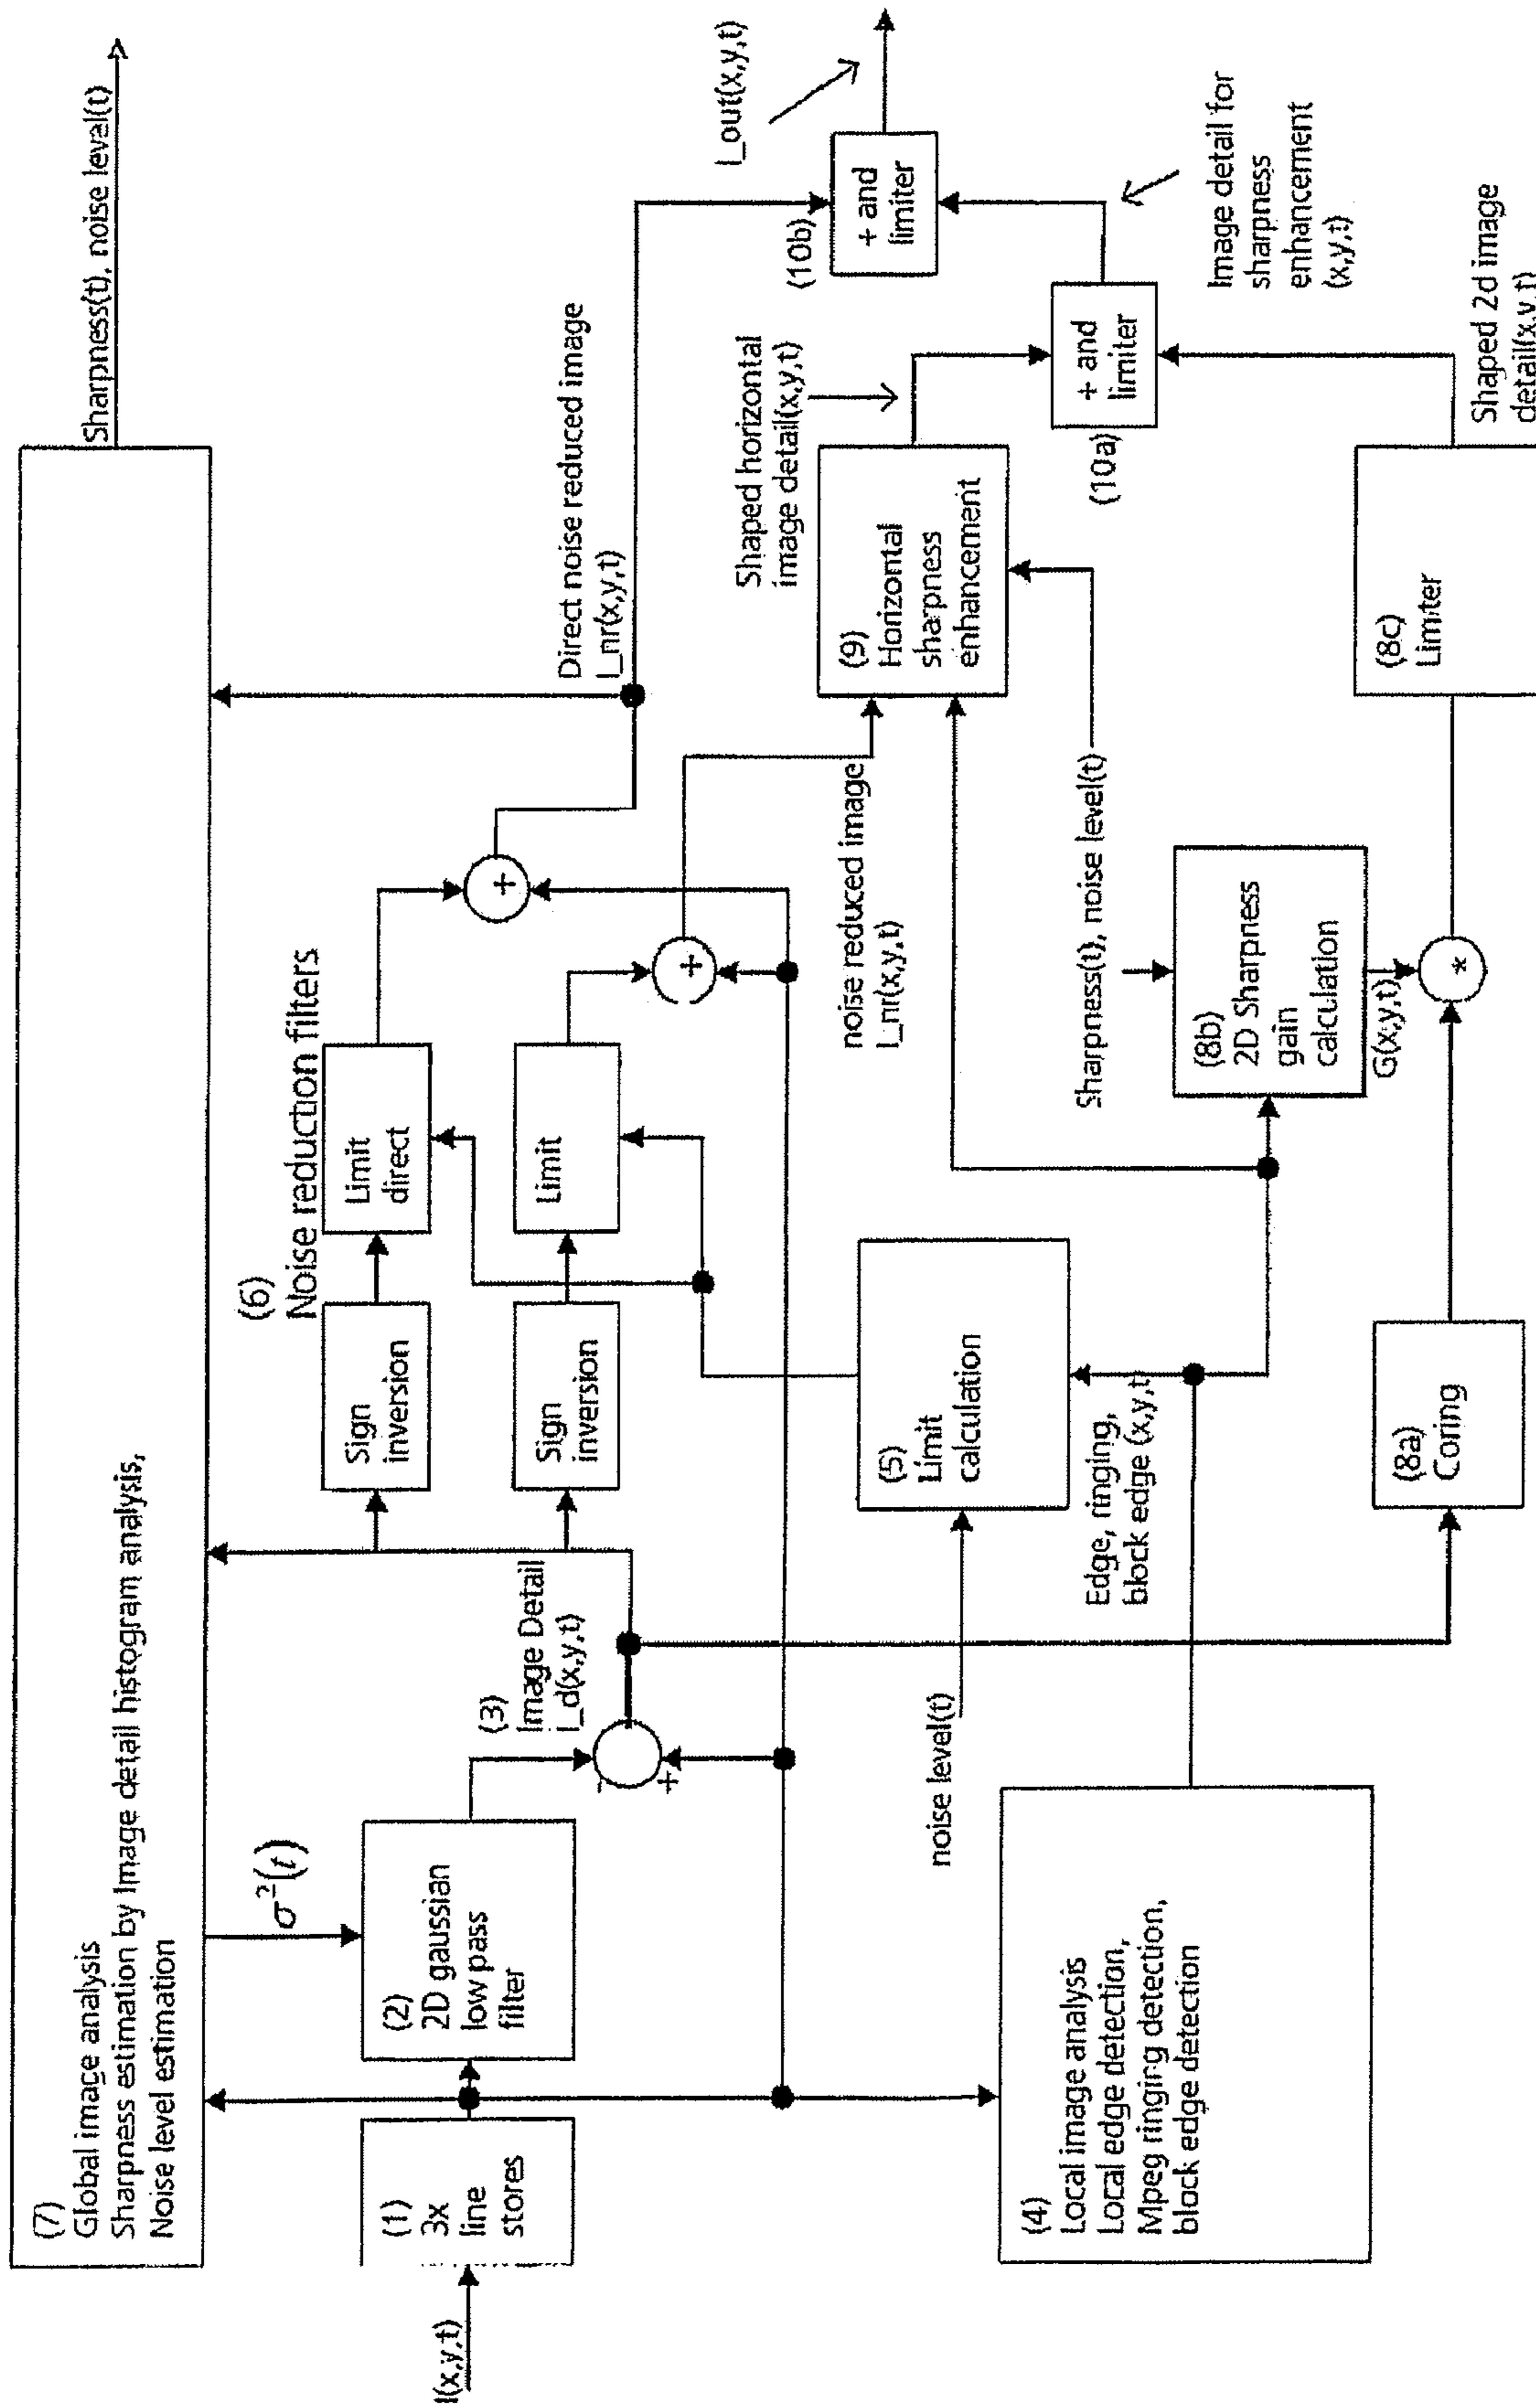 (7)
Global image analysis
Sharpness estimation by image detail histogram analysis,
Noise level estimation
Sharpness(t), noise level(t)
I(x,y,t)
(1)
3x
line
stores
σ²(t)
(2)
2D gaussian
low pass
filter
(3)
Image Detail
I_d(x,y,t)
-
+
(6)
Noise reduction filters
Sign
inversion
Limit
direct
+
Sign
inversion
Limit
+
Direct noise reduced image
I_nr(x,y,t)
noise reduced image
I_nr(x,y,t)
noise level(t)
(5)
Limit
calculation
Edge, ringing,
block edge (x,y,t)
(4)
Local image analysis
Local edge detection,
Mpeg ringing detection,
block edge detection
Sharpness(t), noise level(t)
(9)
Horizontal
sharpness
enhancement
Shaped horizontal
image detail(x,y,t)
(8a)
Coring
(8b)
2D Sharpness
gain
calculation
G(x,y,t)
*
(8c)
Limiter
Shaped 2d image
detail(x,y,t)
(10a)
+ and
limiter
Image detail for
sharpness
enhancement
(x,y,t)
(10b)
+ and
limiter
I_out(x,y,t)